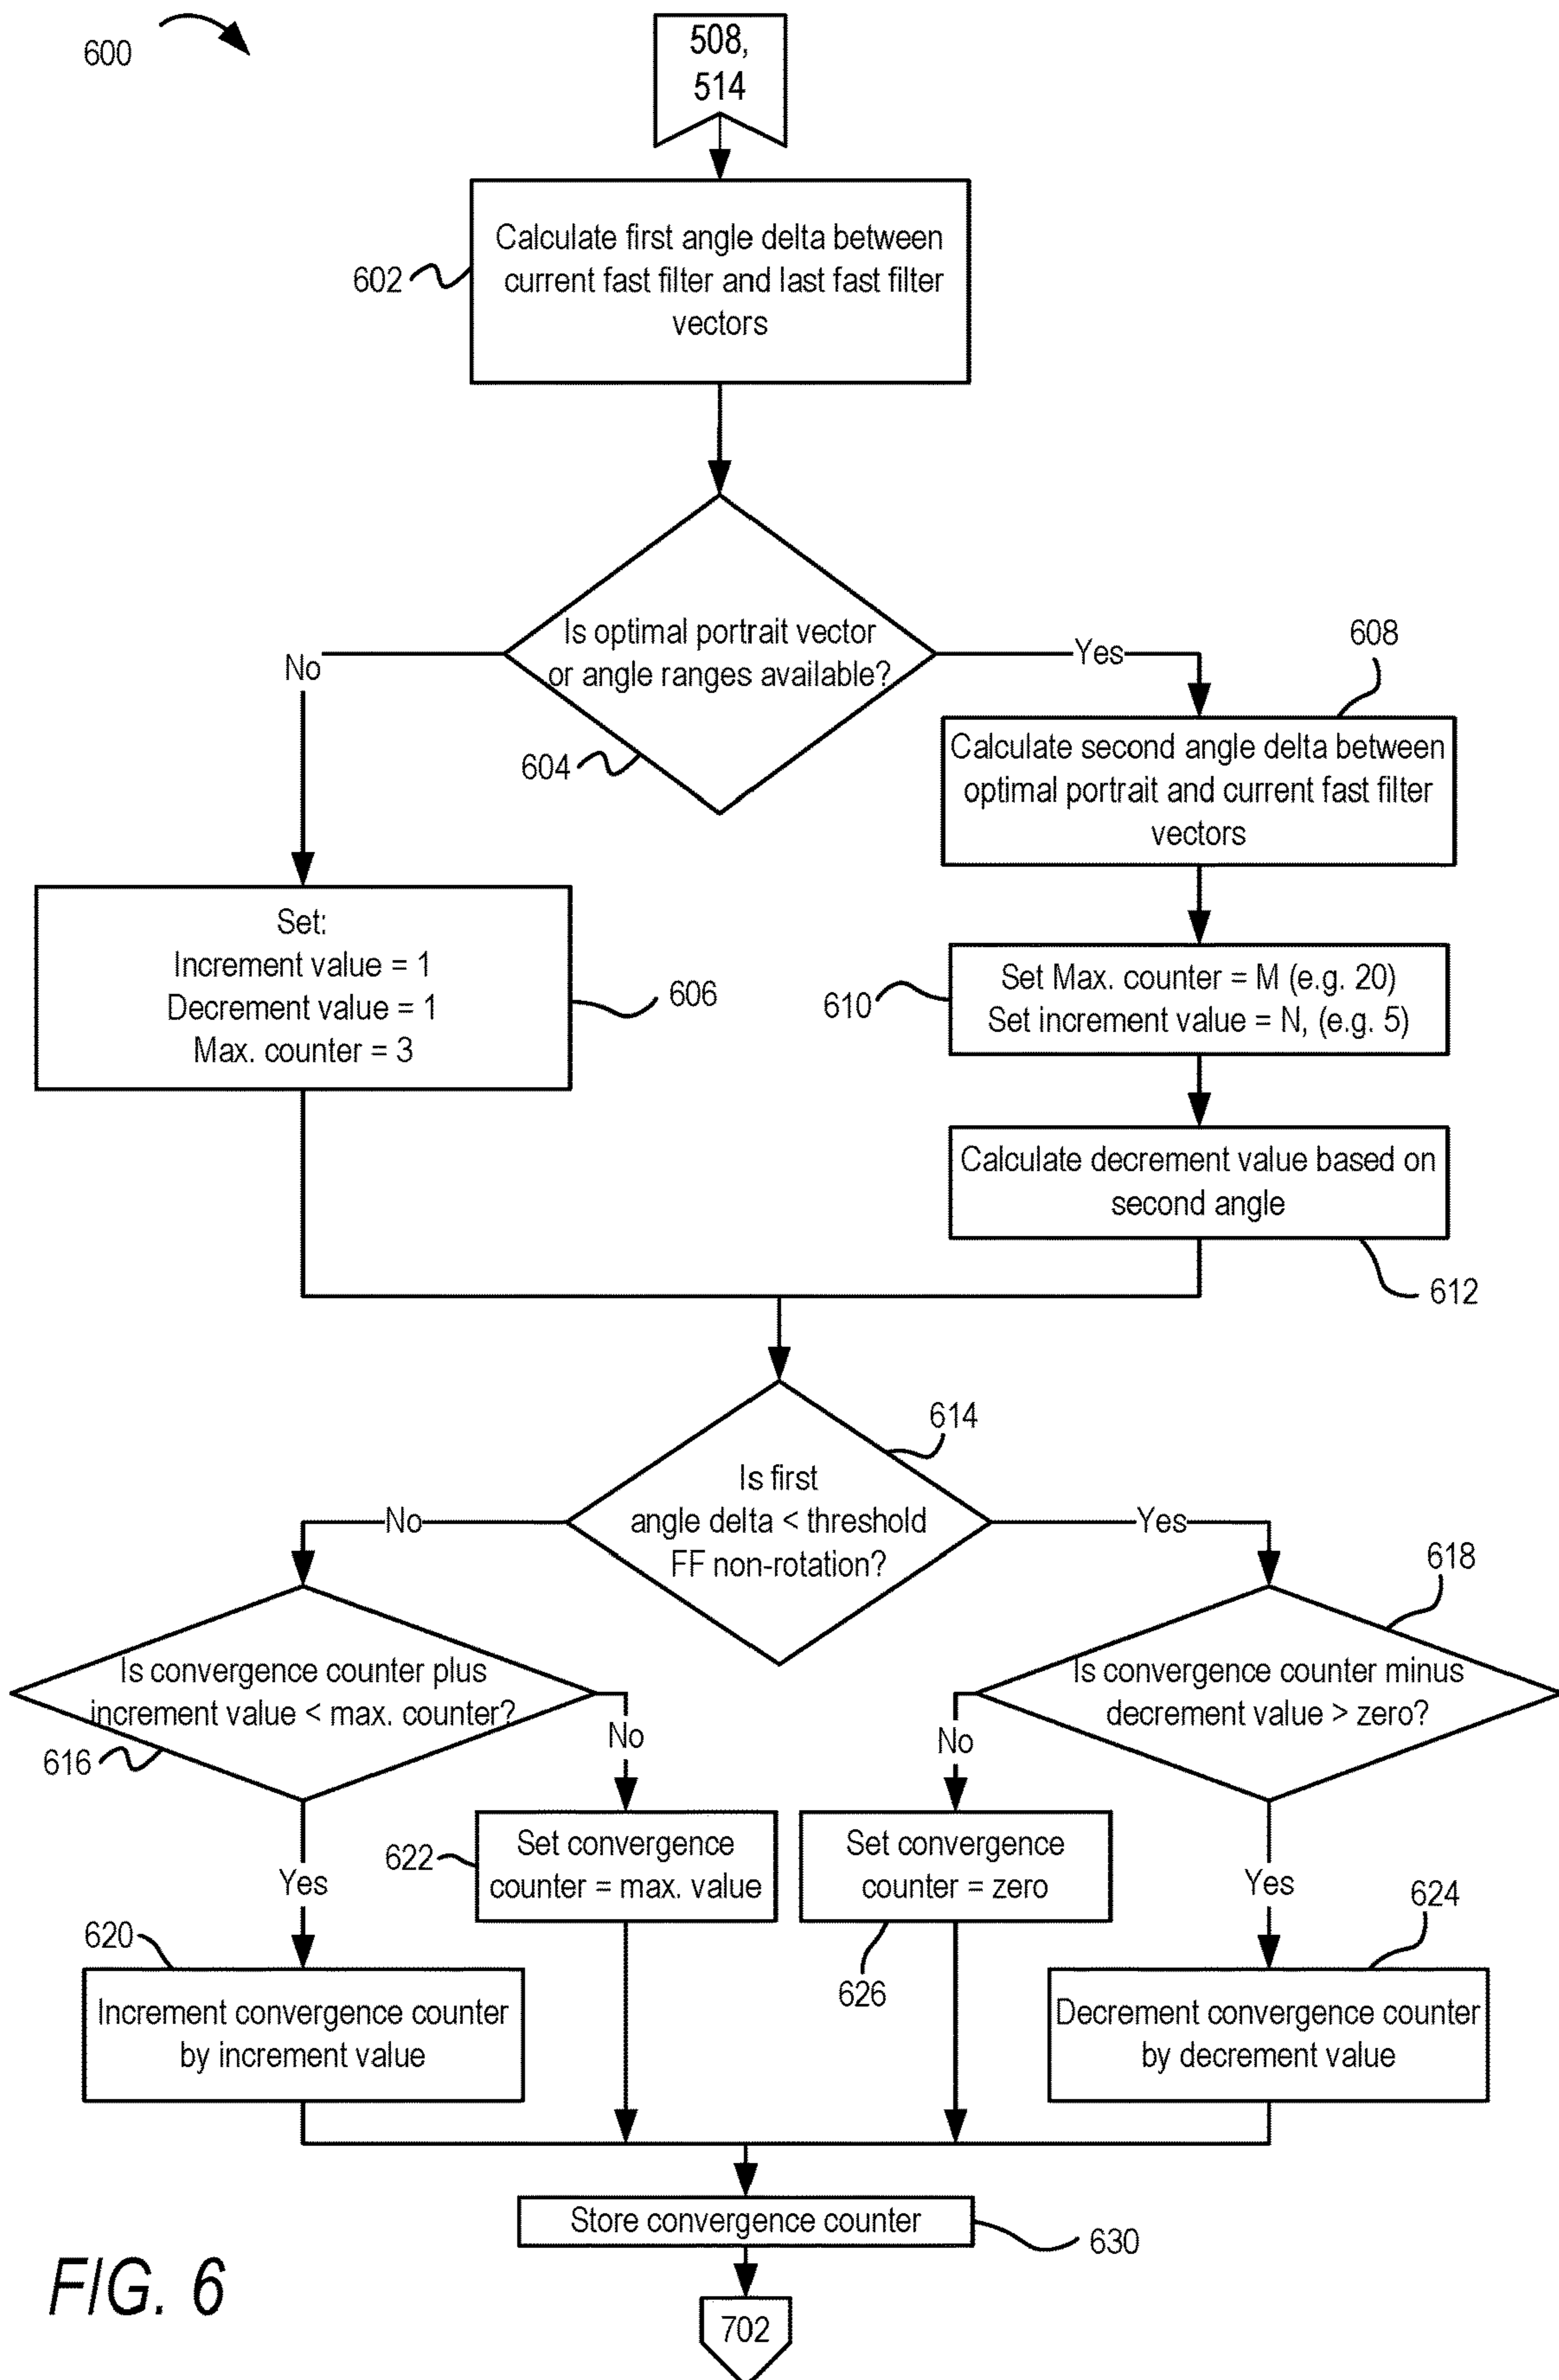 600
508,
514
Calculate first angle delta between
current fast filter and last fast filter
vectors
602
Is optimal portrait vector
or angle ranges available?
604
No
Yes
608
Calculate second angle delta between
optimal portrait and current fast filter
vectors
Set:
Increment value = 1
Decrement value = 1
Max. counter = 3
606
610
Set Max. counter = M (e.g. 20)
Set increment value = N, (e.g. 5)
Calculate decrement value based on
second angle
612
614
Is first
angle delta < threshold
FF non-rotation?
No
Yes
618
Is convergence counter plus
increment value < max. counter?
616
Is convergence counter minus
decrement value > zero?
No
No
Yes
622
Set convergence
counter = max. value
Set convergence
counter = zero
626
Yes
624
620
Increment convergence counter
by increment value
Decrement convergence counter
by decrement value
Store convergence counter
630
702
FIG. 6